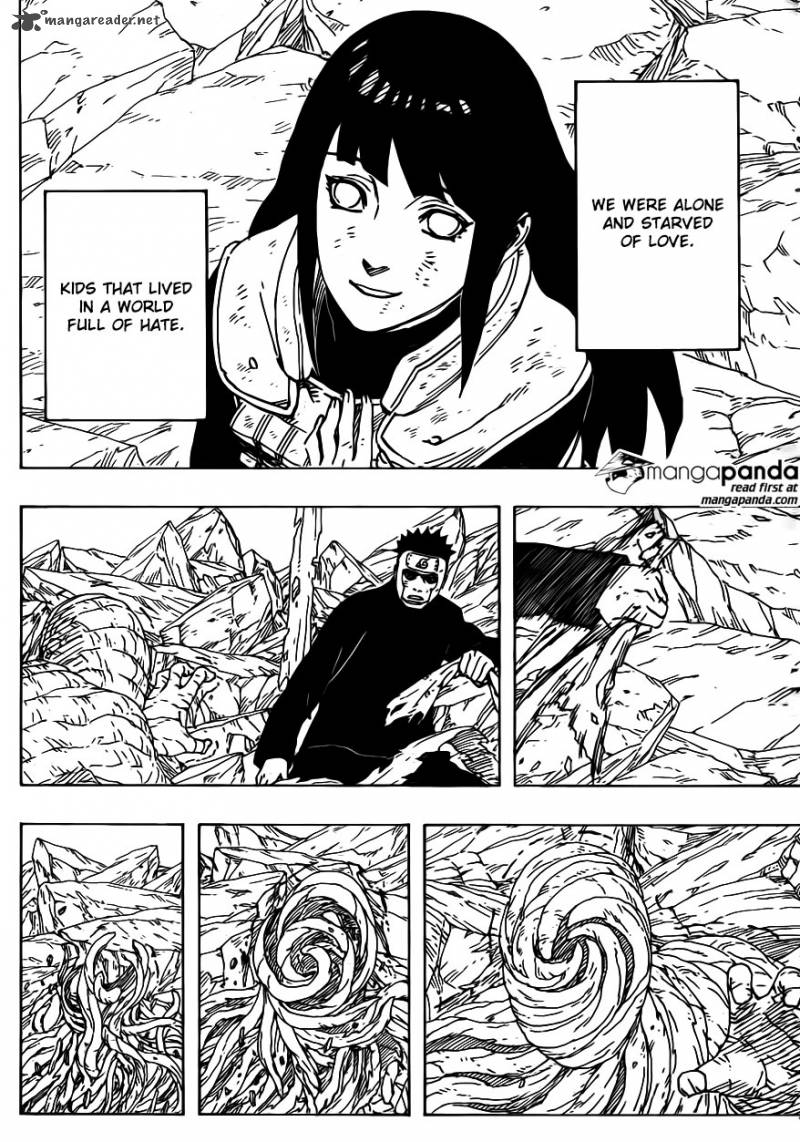 mangareader.net
WE WERE ALONE
AND STARVED
OF LOVE.
KIDS THAT LIVED
IN A WORLD
FULL OF HATE.
mangapanda
read first at
mangapanda.com